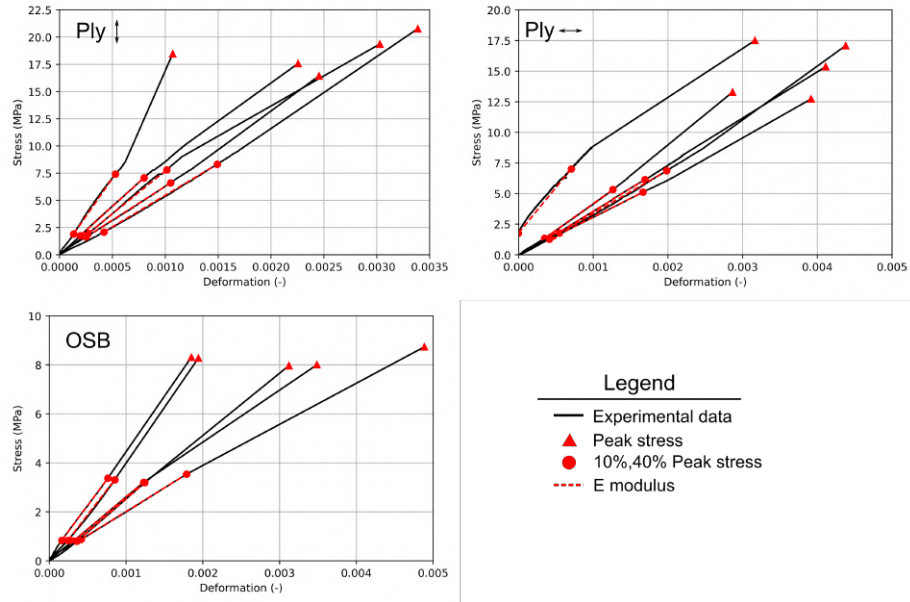 Ply
22.5
20.0
17.5
15.0
12.5
10.0
7.5
5.0
2.5
0.0
Stress (MPa)
0.0000 0.0005 0.0010 0.0015 0.0020 0.0025 0.0030 0.0035
Deformation (-)
Ply
20.0
17.5
15.0
12.5
10.0
7.5
5.0
2.5
0.0
Stress (MPa)
0.000 0.001 0.002 0.003 0.004 0.005
Deformation (-)
OSB
10
8
6
4
2
0
Stress (MPa)
0.000 0.001 0.002 0.003 0.004 0.005
Deformation (-)
Legend
Experimental data
Peak stress
10%,40% Peak stress
E modulus